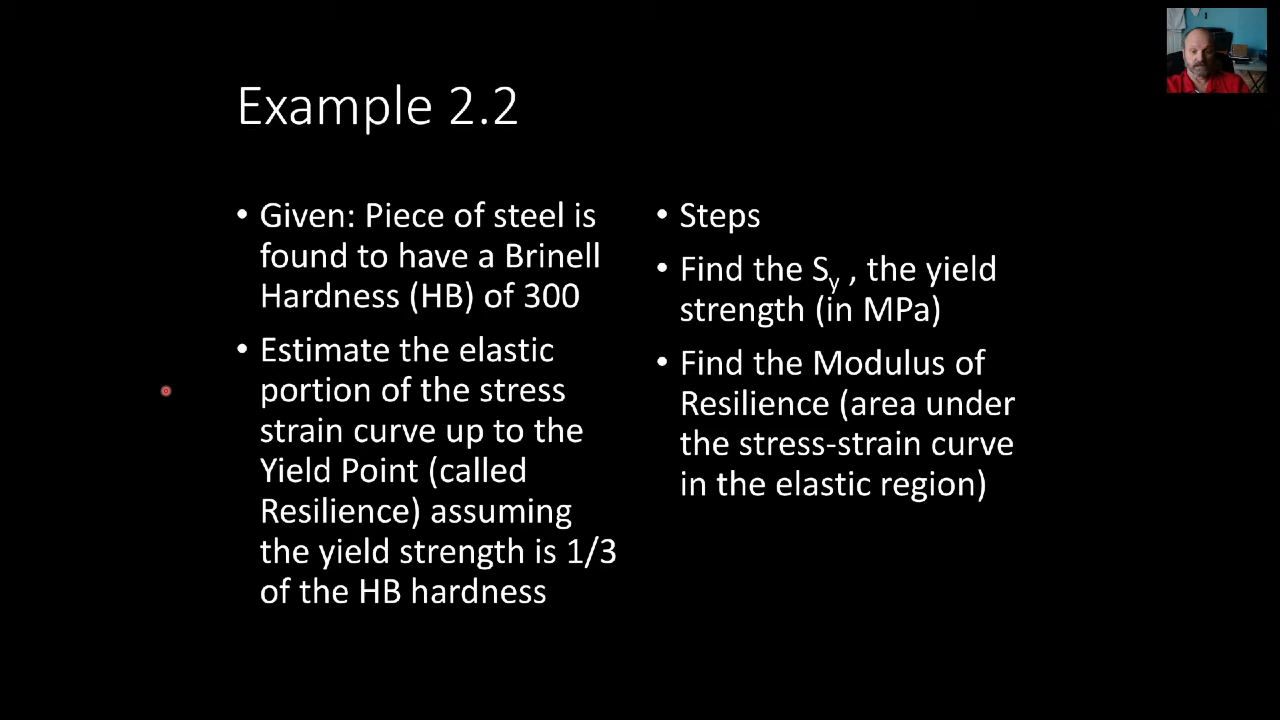 Example 2.2
• Given: Piece of steel is
found to have a Brinell
Hardness (HB) of 300
• Estimate the elastic
portion of the stress
strain curve up to the
Yield Point (called
Resilience) assuming
the yield strength is 1/3
of the HB hardness
• Steps
• Find the Sy , the yield
strength (in MPa)
• Find the Modulus of
Resilience (area under
the stress-strain curve
in the elastic region)